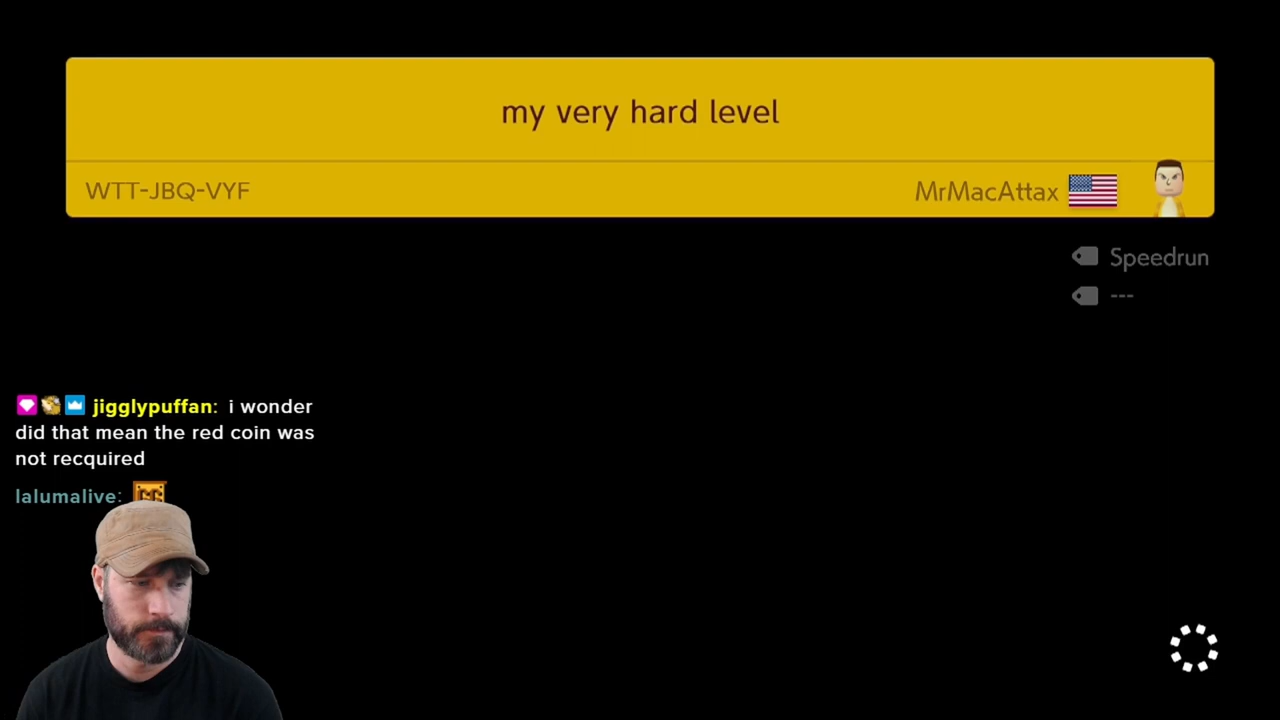 my very hard level
WTT-JBQ-VYF
MrMacAttax
Speedrun
---
jigglypuffan: i wonder
did that mean the red coin was
not recquired
lalumalive: GG